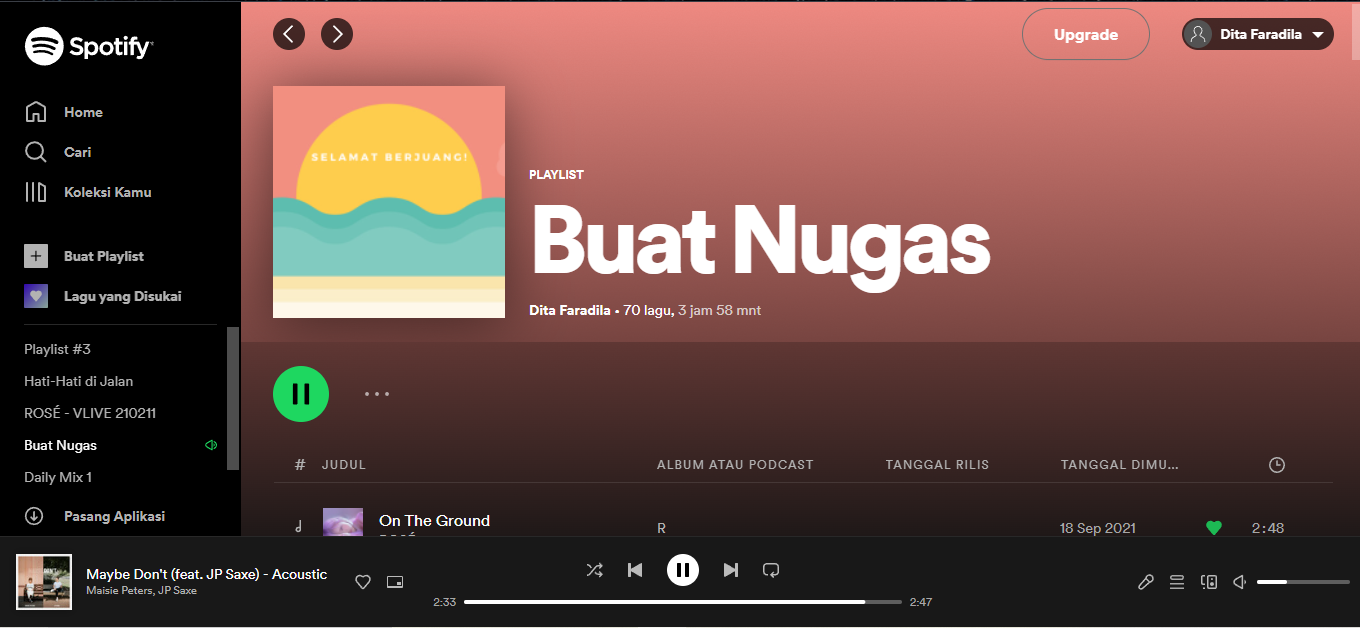 Spotify
Home
Cari
Koleksi Kamu
Buat Playlist
Lagu yang Disukai
Playlist #3
Hati-Hati di Jalan
ROSÉ - VLIVE 210211
Buat Nugas
Daily Mix 1
Pasang Aplikasi
Upgrade
Dita Faradila
SELAMAT BERJUANG!
PLAYLIST
Buat Nugas
Dita Faradila • 70 lagu, 3 jam 58 mnt
# JUDUL ALBUM ATAU PODCAST TANGGAL RILIS TANGGAL DIMU...
On The Ground R 18 Sep 2021 2:48
Maybe Don't (feat. JP Saxe) - Acoustic
Maisie Peters, JP Saxe
2:33 2:47